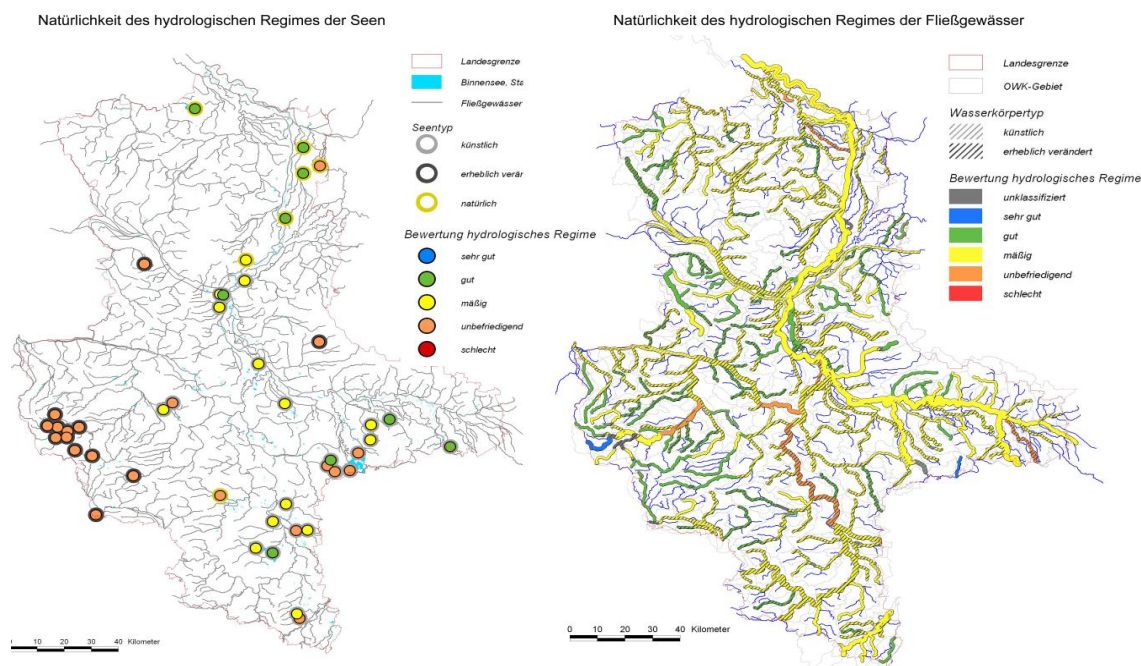 Natürlichkeit des hydrologischen Regimes der Seen
Landesgrenze
Binnensee, Sta
Fließgewässer
Seentyp
künstlich
erheblich verär
natürlich
Bewertung hydrologisches Regime
sehr gut
gut
mäßig
unbefriedigend
schlecht
0 10 20 30 40 Kilometer
Natürlichkeit des hydrologischen Regimes der Fließgewässer
Landesgrenze
OWK-Gebiet
Wasserkörpertyp
künstlich
erheblich verändert
Bewertung hydrologisches Regime
unklassifiziert
sehr gut
gut
mäßig
unbefriedigend
schlecht
0 10 20 30 40 Kilometer